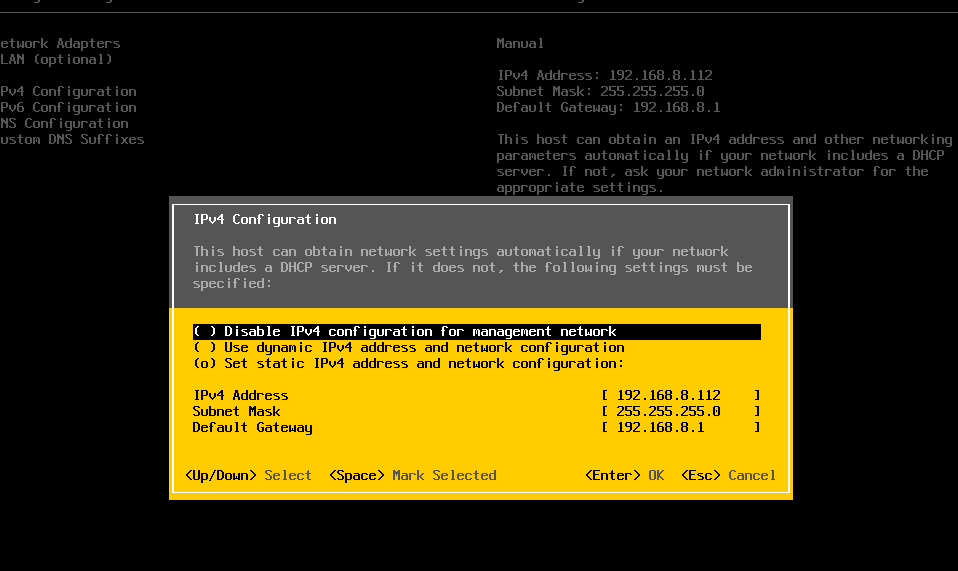 etwork Adapters
LAN (optional)
Pv4 Configuration
Pv6 Configuration
NS Configuration
ustom DNS Suffixes
Manual
IPv4 Address: 192.168.8.112
Subnet Mask: 255.255.255.0
Default Gateway: 192.168.8.1
This host can obtain an IPv4 address and other networking
parameters automatically if your network includes a DHCP
server. If not, ask your network administrator for the
appropriate settings.
IPv4 Configuration
This host can obtain network settings automatically if your network
includes a DHCP server. If it does not, the following settings must be
specified:
( ) Disable IPv4 configuration for management network
( ) Use dynamic IPv4 address and network configuration
(o) Set static IPv4 address and network configuration:
IPv4 Address [ 192.168.8.112 ]
Subnet Mask [ 255.255.255.0 ]
Default Gateway [ 192.168.8.1 ]
<Up/Down> Select <Space> Mark Selected <Enter> OK <Esc> Cancel